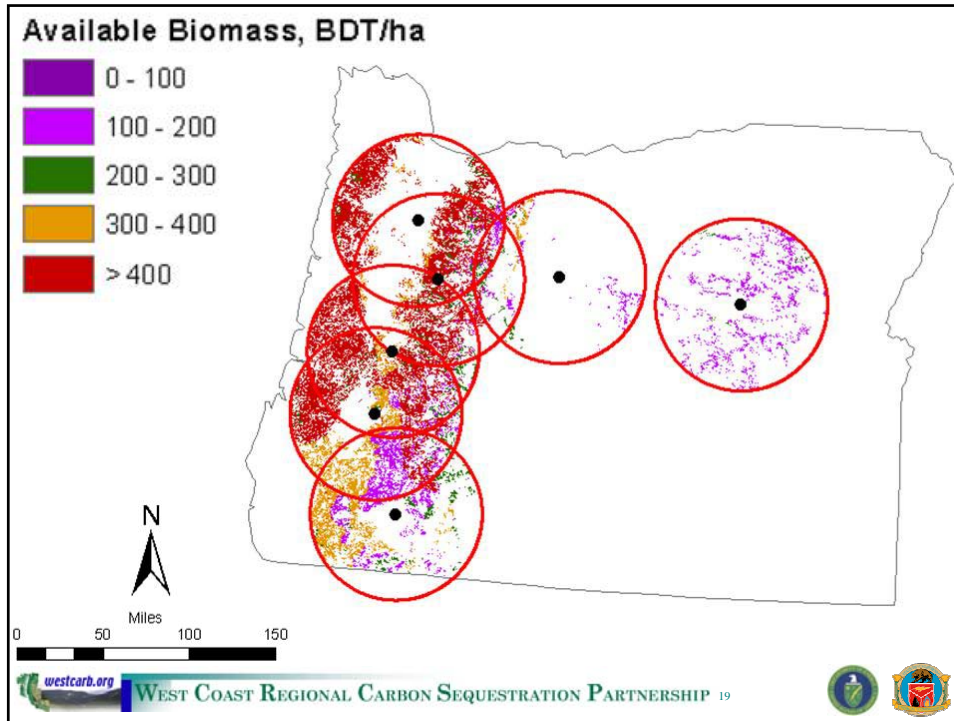 Available Biomass, BDT/ha
0 - 100
100 - 200
200 - 300
300 - 400
> 400
N
Miles
0 50 100 150
westcarb.org
WEST COAST REGIONAL CARBON SEQUESTRATION PARTNERSHIP 19